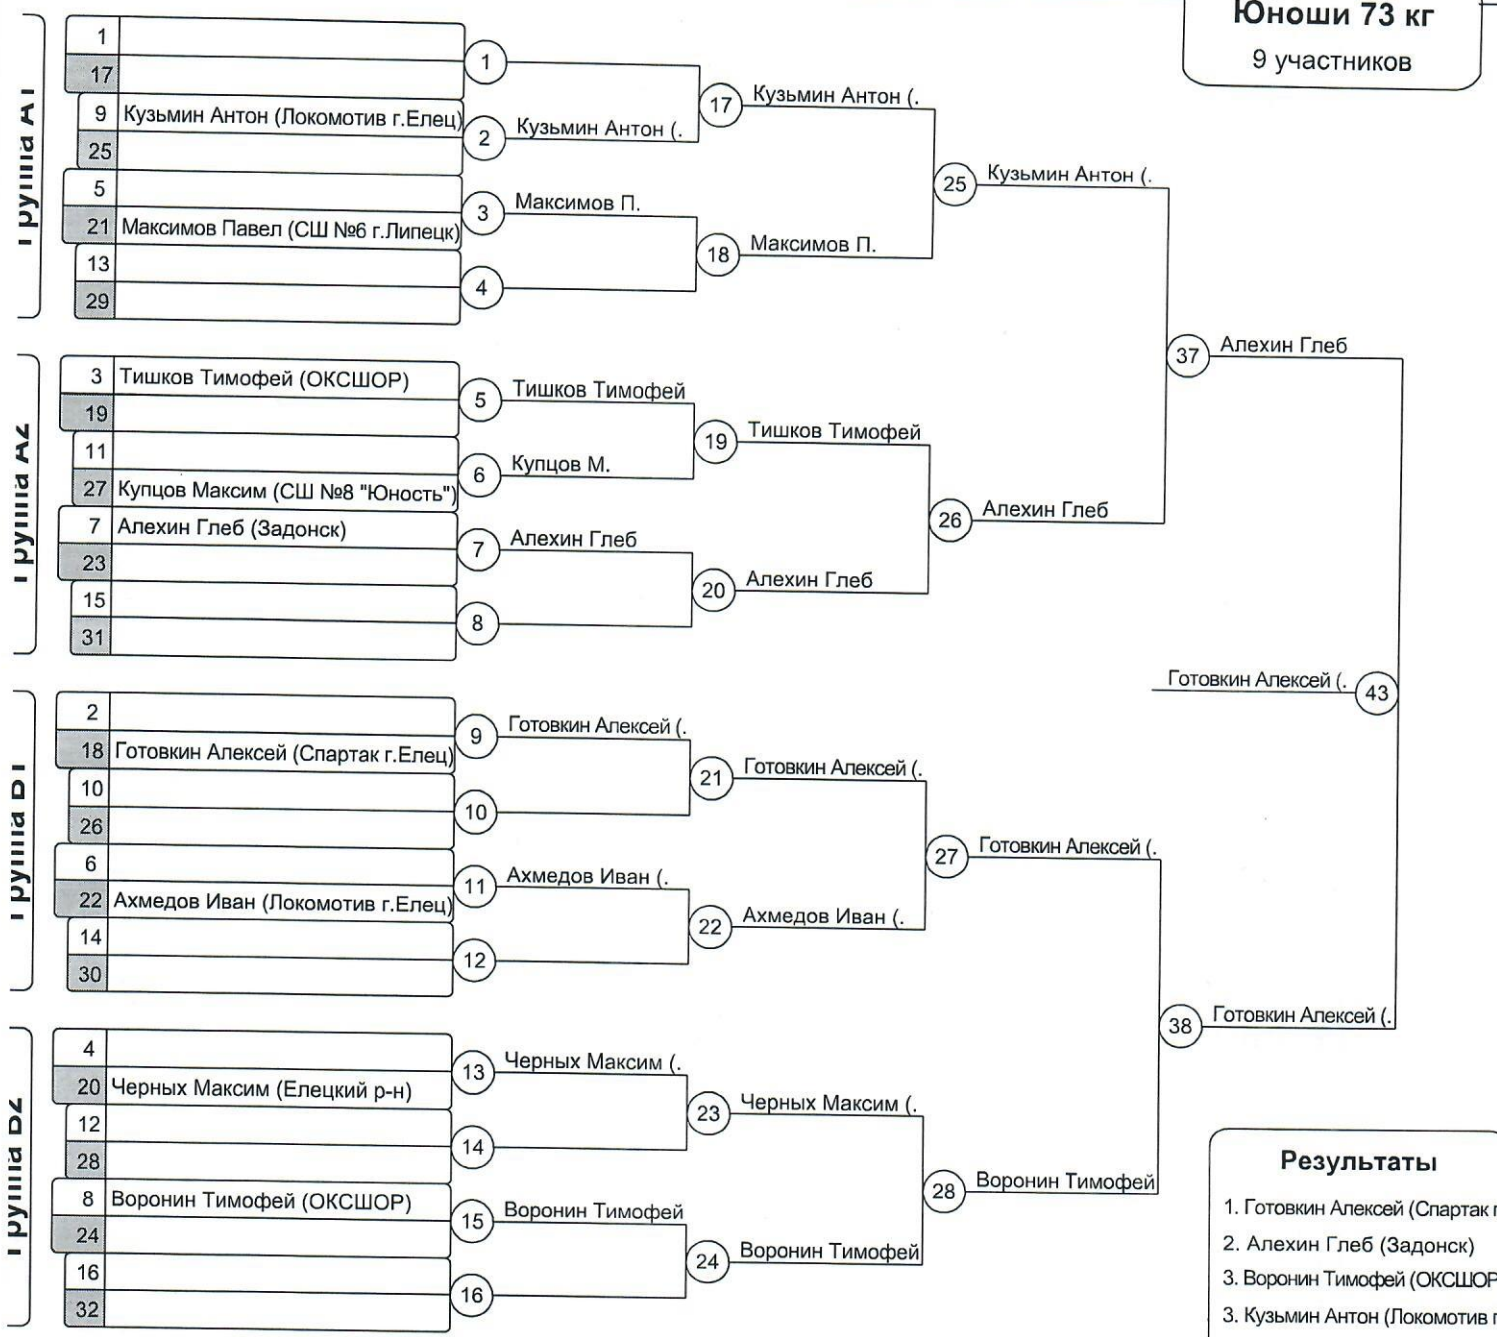 Юноши 73 кг
9 участников
Группа А1
1
17
9 Кузьмин Антон (Локомотив г.Елец)
25
5
21 Максимов Павел (СШ №6 г.Липецк)
13
29
1
2 Кузьмин Антон (.
3 Максимов П.
4
17 Кузьмин Антон (.
18 Максимов П.
25 Кузьмин Антон (.
Группа А2
3 Тишков Тимофей (ОКСШОР)
19
11
27 Купцов Максим (СШ №8 "Юность")
7 Алехин Глеб (Задонск)
23
15
31
5 Тишков Тимофей
6 Купцов М.
7 Алехин Глеб
8
19 Тишков Тимофей
20 Алехин Глеб
26 Алехин Глеб
37 Алехин Глеб
Группа В1
2
18 Готовкин Алексей (Спартак г.Елец)
10
26
6
22 Ахмедов Иван (Локомотив г.Елец)
14
30
9 Готовкин Алексей (.
10
11 Ахмедов Иван (.
12
21 Готовкин Алексей (.
22 Ахмедов Иван (.
27 Готовкин Алексей (.
Группа В2
4
20 Черных Максим (Елецкий р-н)
12
28
8 Воронин Тимофей (ОКСШОР)
24
16
32
13 Черных Максим (.
14
15 Воронин Тимофей
16
23 Черных Максим (.
24 Воронин Тимофей
28 Воронин Тимофей
38 Готовкин Алексей (.
Готовкин Алексей (. 43
Результаты
1. Готовкин Алексей (Спартак г
2. Алехин Глеб (Задонск)
3. Воронин Тимофей (ОКСШОР
3. Кузьмин Антон (Локомотив г